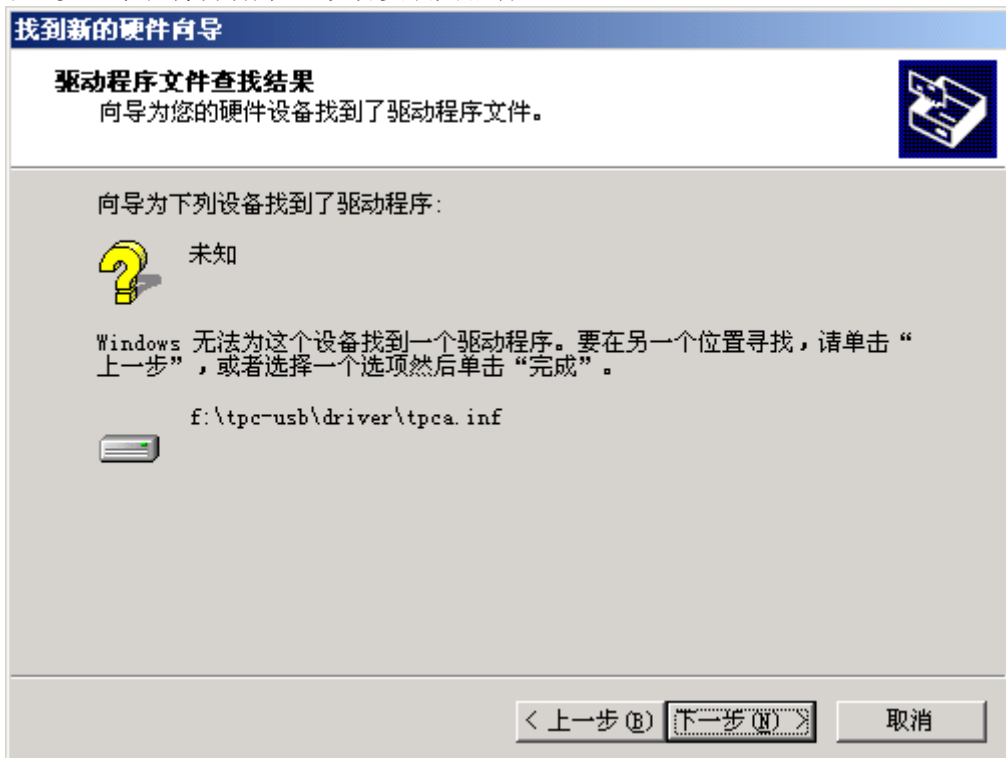 找到新的硬件向导
驱动程序文件查找结果
向导为您的硬件设备找到了驱动程序文件。
向导为下列设备找到了驱动程序:
未知
Windows 无法为这个设备找到一个驱动程序。要在另一个位置寻找，请单击“
上一步”，或者选择一个选项然后单击“完成”。
f:\tpc-usb\driver\tpca.inf
< 上一步(B) 下一步(N) > 取消